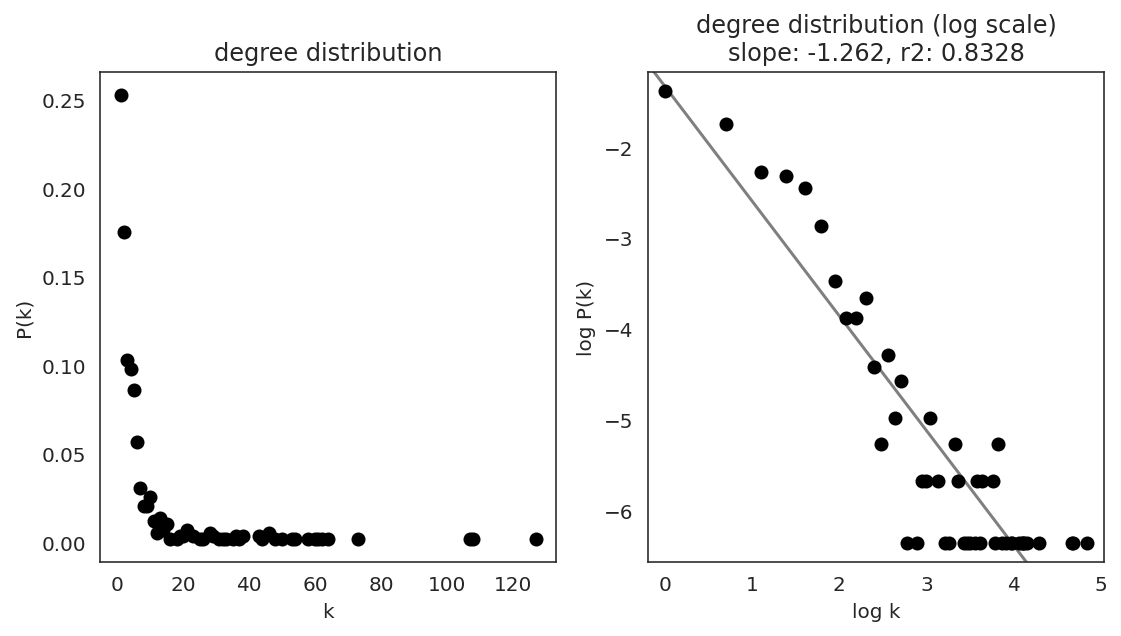 degree distribution
0.25
0.20
0.15
0.10
0.05
0.00
P(k)
0 20 40 60 80 100 120
k
degree distribution (log scale)
slope: -1.262, r2: 0.8328
−2
−3
−4
−5
−6
log P(k)
0 1 2 3 4 5
log k